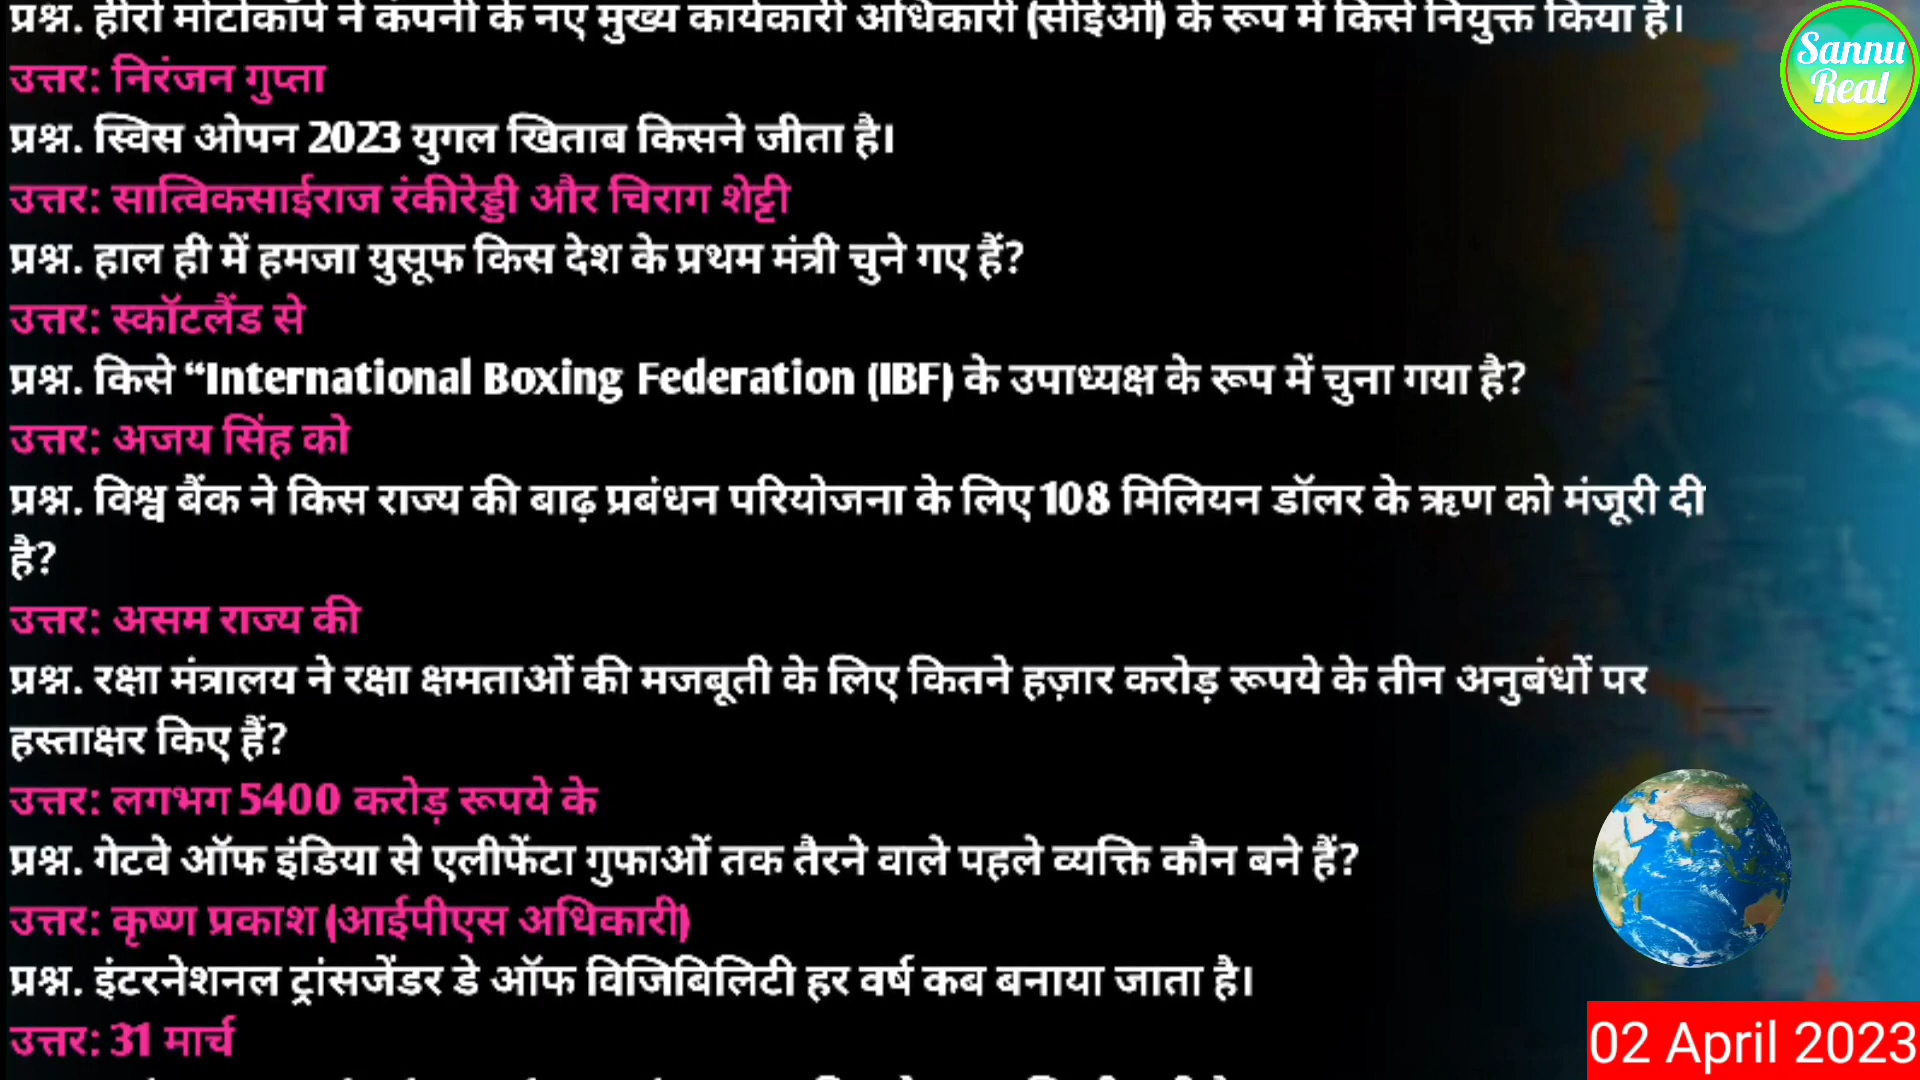 प्रश्न. हीरो मोटोकॉर्प ने कंपनी के नए मुख्य कार्यकारी अधिकारी (सीईओ) के रूप में किसे नियुक्त किया है।
उत्तर: निरंजन गुप्ता
प्रश्न. स्विस ओपन 2023 युगल खिताब किसने जीता है।
उत्तर: सात्विकसाईराज रंकीरेड्डी और चिराग शेट्टी
प्रश्न. हाल ही में हमजा युसूफ किस देश के प्रथम मंत्री चुने गए हैं?
उत्तर: स्कॉटलैंड से
प्रश्न. किसे “International Boxing Federation (IBF) के उपाध्यक्ष के रूप में चुना गया है?
उत्तर: अजय सिंह को
प्रश्न. विश्व बैंक ने किस राज्य की बाढ़ प्रबंधन परियोजना के लिए 108 मिलियन डॉलर के ऋण को मंजूरी दी
है?
उत्तर: असम राज्य की
प्रश्न. रक्षा मंत्रालय ने रक्षा क्षमताओं की मजबूती के लिए कितने हज़ार करोड़ रूपये के तीन अनुबंधों पर
हस्ताक्षर किए हैं?
उत्तर: लगभग 5400 करोड़ रूपये के
प्रश्न. गेटवे ऑफ इंडिया से एलीफेंटा गुफाओं तक तैरने वाले पहले व्यक्ति कौन बने हैं?
उत्तर: कृष्ण प्रकाश (आईपीएस अधिकारी)
प्रश्न. इंटरनेशनल ट्रांसजेंडर डे ऑफ विजिबिलिटी हर वर्ष कब बनाया जाता है।
उत्तर: 31 मार्च
Sannu
Real
02 April 2023